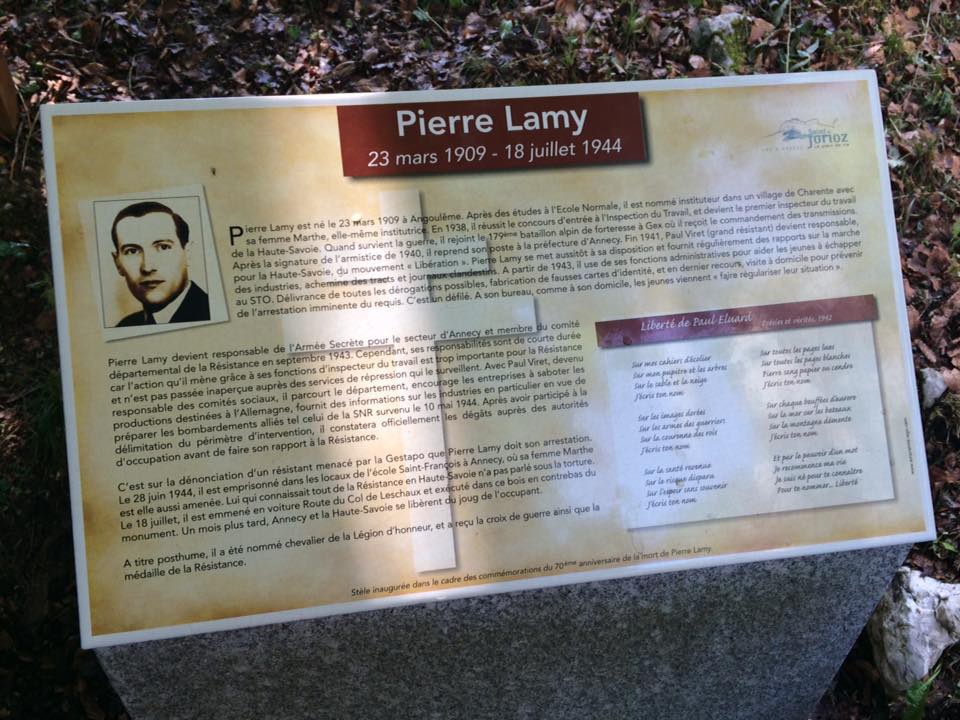 Pierre Lamy
23 mars 1909 - 18 juillet 1944
Saint Jorioz
Pierre Lamy est né le 23 mars 1909 à Angoulême. Après des études à l'Ecole Normale, il est nommé instituteur dans un village de Charente avec
sa femme Marthe, elle-même institutrice. En 1938, il réussit le concours d'entrée à l'Inspection du Travail, et devient le premier inspecteur du travail
de la Haute-Savoie. Quand survient la guerre, il rejoint le 179ème bataillon alpin de forteresse à Gex où il reçoit le commandement des transmissions.
Après la signature de l'armistice de 1940, il reprend son poste à la préfecture d'Annecy. Fin 1941, Paul Viret (grand résistant) devient responsable,
pour la Haute-Savoie, du mouvement « Libération ». Pierre Lamy se met aussitôt à sa disposition et fournit régulièrement des rapports sur la marche
des industries, achemine des tracts et journaux clandestins. A partir de 1943, il use de ses fonctions administratives pour aider les jeunes à échapper
au STO. Délivrance de toutes les dérogations possibles, fabrication de fausses cartes d'identité, et en dernier recours, visite à domicile pour prévenir
de l'arrestation imminente du requis. C'est un défilé. A son bureau, comme à son domicile, les jeunes viennent « faire régulariser leur situation ».
Pierre Lamy devient responsable de l'Armée Secrète pour le secteur d'Annecy et membre du comité
départemental de la Résistance en septembre 1943. Cependant, ses responsabilités sont de courte durée
car l'action qu'il mène grâce à ses fonctions d'inspecteur du travail est trop importante pour la Résistance
et n'est pas passée inaperçue auprès des services de répression qui le surveillent. Avec Paul Viret, devenu
responsable des comités sociaux, il parcourt le département, encourage les entreprises à saboter les
productions destinées à l'Allemagne, fournit des informations sur les industries en particulier en vue de
préparer les bombardements alliés tel celui de la SNR survenu le 10 mai 1944. Après avoir participé à la
délimitation du périmètre d'intervention, il constatera officiellement les dégâts auprès des autorités
d'occupation avant de faire son rapport à la Résistance.
C'est sur la dénonciation d'un résistant menacé par la Gestapo que Pierre Lamy doit son arrestation.
Le 28 juin 1944, il est emprisonné dans les locaux de l'école Saint-François à Annecy, où sa femme Marthe
est elle aussi amenée. Lui qui connaissait tout de la Résistance en Haute-Savoie n'a pas parlé sous la torture.
Le 18 juillet, il est emmené en voiture Route du Col de Leschaux et exécuté dans ce bois en contrebas du
monument. Un mois plus tard, Annecy et la Haute-Savoie se libèrent du joug de l'occupant.
A titre posthume, il a été nommé chevalier de la Légion d'honneur, et a reçu la croix de guerre ainsi que la
médaille de la Résistance.
Liberté de Paul Eluard Poésies et vérités, 1942
Sur mes cahiers d'écolier
Sur mon pupitre et les arbres
Sur le sable et la neige
J'écris ton nom
Sur les images dorées
Sur les armes des guerriers
Sur la couronne des rois
J'écris ton nom
Sur la santé revenue
Sur le risque disparu
Sur l'espoir sans souvenir
J'écris ton nom
Sur toutes les pages lues
Sur toutes les pages blanches
Pierre sang papier ou cendre
J'écris ton nom
Sur chaque bouffées d'aurore
Sur la mer sur les bateaux
Sur la montagne démente
J'écris ton nom
Et par le pouvoir d'un mot
Je recommence ma vie
Je suis né pour te connaître
Pour te nommer... Liberté
Stèle inaugurée dans le cadre des commémorations du 70ème anniversaire de la mort de Pierre Lamy.